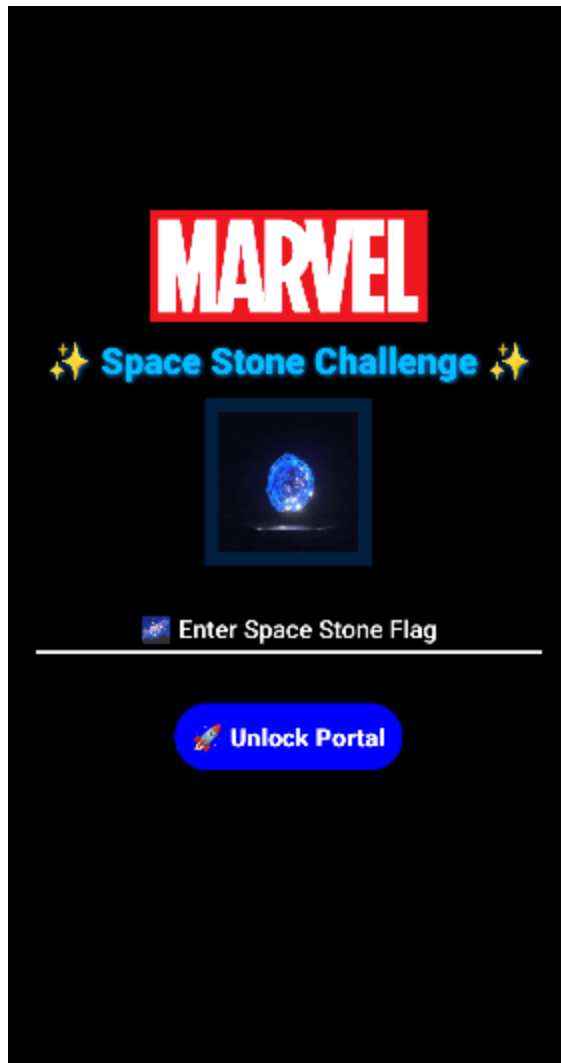 MARVEL
✨ Space Stone Challenge ✨
🌌 Enter Space Stone Flag
🚀 Unlock Portal